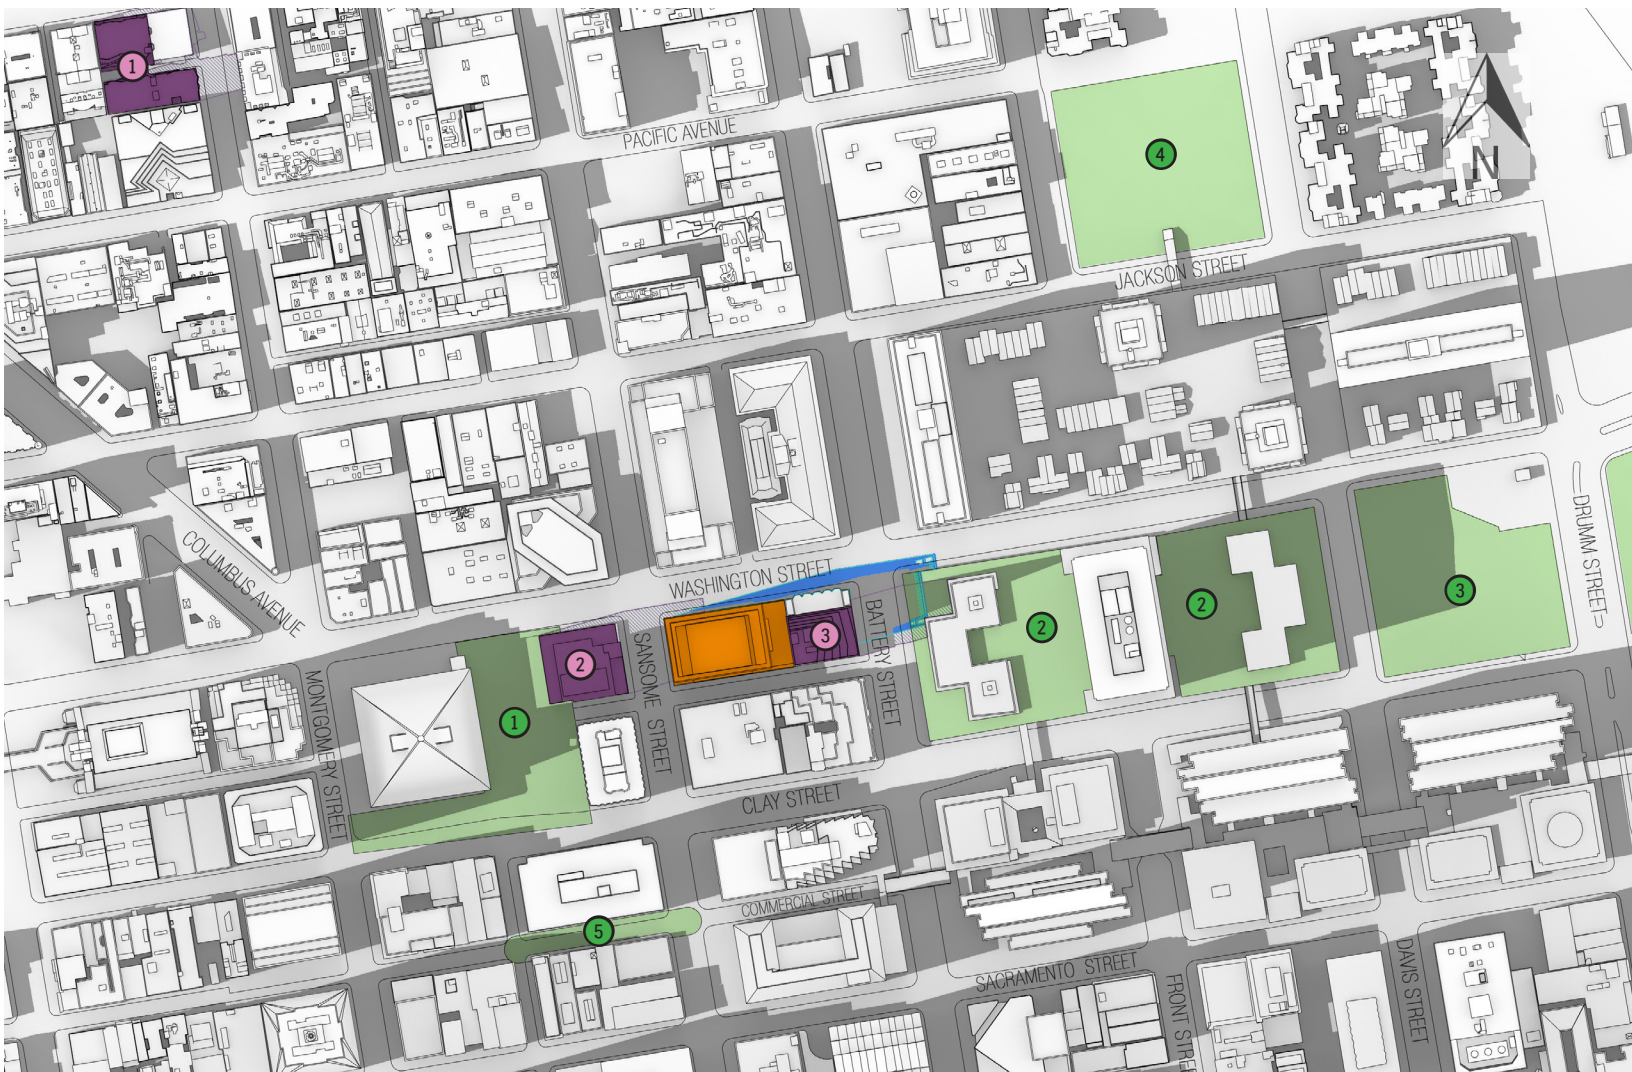 1
PACIFIC AVENUE
4
N
JACKSON STREET
COLUMBUS AVENUE
WASHINGTON STREET
DRUMM STREET
3
2
2
BATTERY STREET
3
2
SANSOME STREET
MONTGOMERY STREET
1
CLAY STREET
COMMERCIAL STREET
5
SACRAMENTO STREET
FRONT STRE
DAVIS STREET